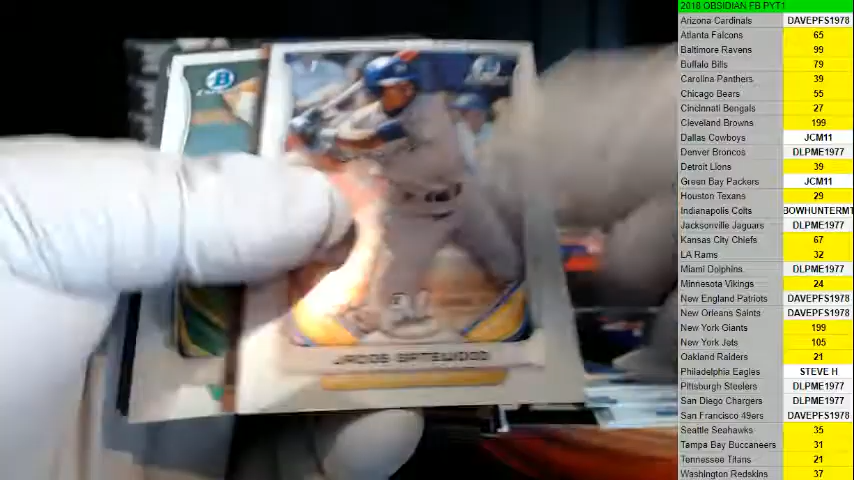 2018 OBSIDIAN FB PYT1
Arizona Cardinals DAVEPFS1978
Atlanta Falcons 65
Baltimore Ravens 99
Buffalo Bills 79
Carolina Panthers 39
Chicago Bears 55
Cincinnati Bengals 27
Cleveland Browns 199
Dallas Cowboys JCM11
Denver Broncos DLPME1977
Detroit Lions 39
Green Bay Packers JCM11
Houston Texans 29
Indianapolis Colts BOWHUNTERMT
Jacksonville Jaguars DLPME1977
Kansas City Chiefs 67
LA Rams 32
Miami Dolphins DLPME1977
Minnesota Vikings 24
New England Patriots DAVEPFS1978
New Orleans Saints DAVEPFS1978
New York Giants 199
New York Jets 105
Oakland Raiders 21
Philadelphia Eagles STEVE H
Pittsburgh Steelers DLPME1977
San Diego Chargers DLPME1977
San Francisco 49ers DAVEPFS1978
Seattle Seahawks 35
Tampa Bay Buccaneers 31
Tennessee Titans 21
Washington Redskins 37
B